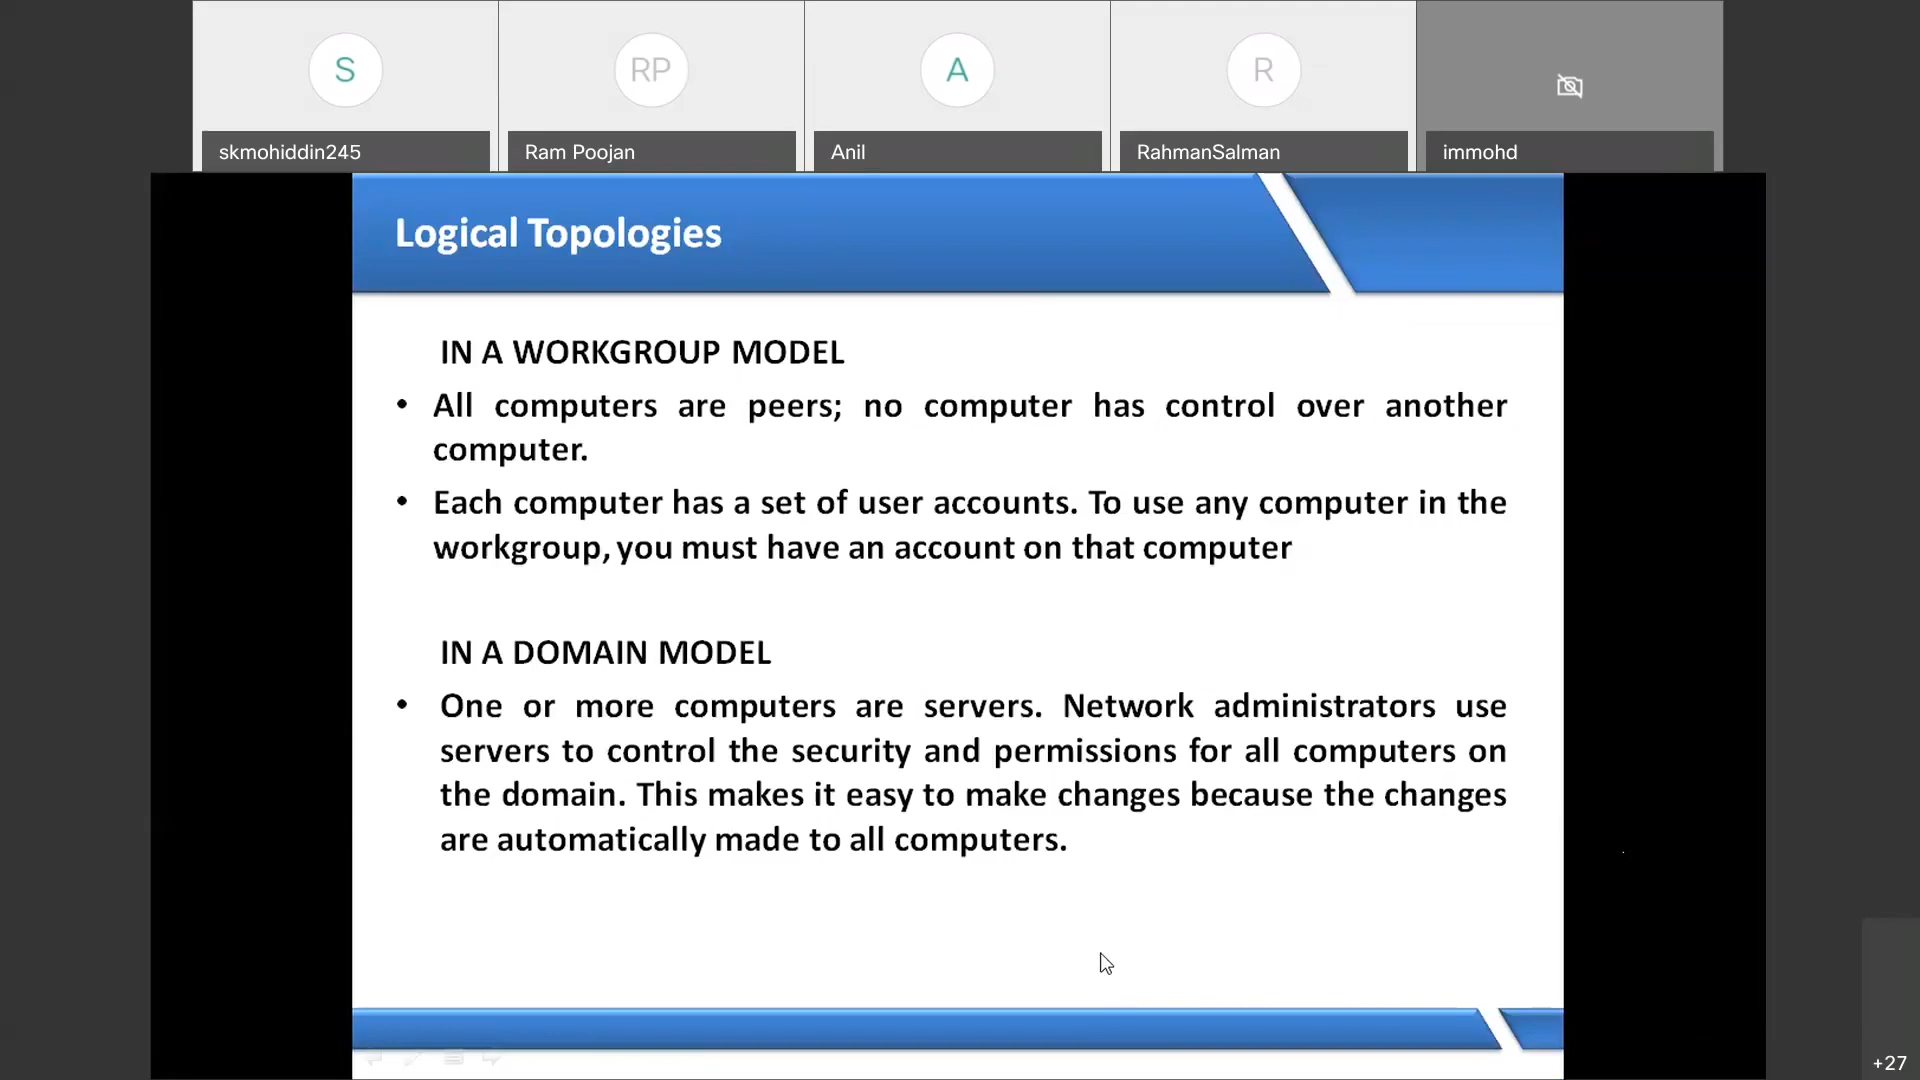 S
RP
A
R
skmohiddin245
Ram Poojan
Anil
RahmanSalman
immohd
Logical Topologies
IN A WORKGROUP MODEL
• All computers are peers; no computer has control over another
computer.
• Each computer has a set of user accounts. To use any computer in the
workgroup, you must have an account on that computer
IN A DOMAIN MODEL
• One or more computers are servers. Network administrators use
servers to control the security and permissions for all computers on
the domain. This makes it easy to make changes because the changes
are automatically made to all computers.
+27